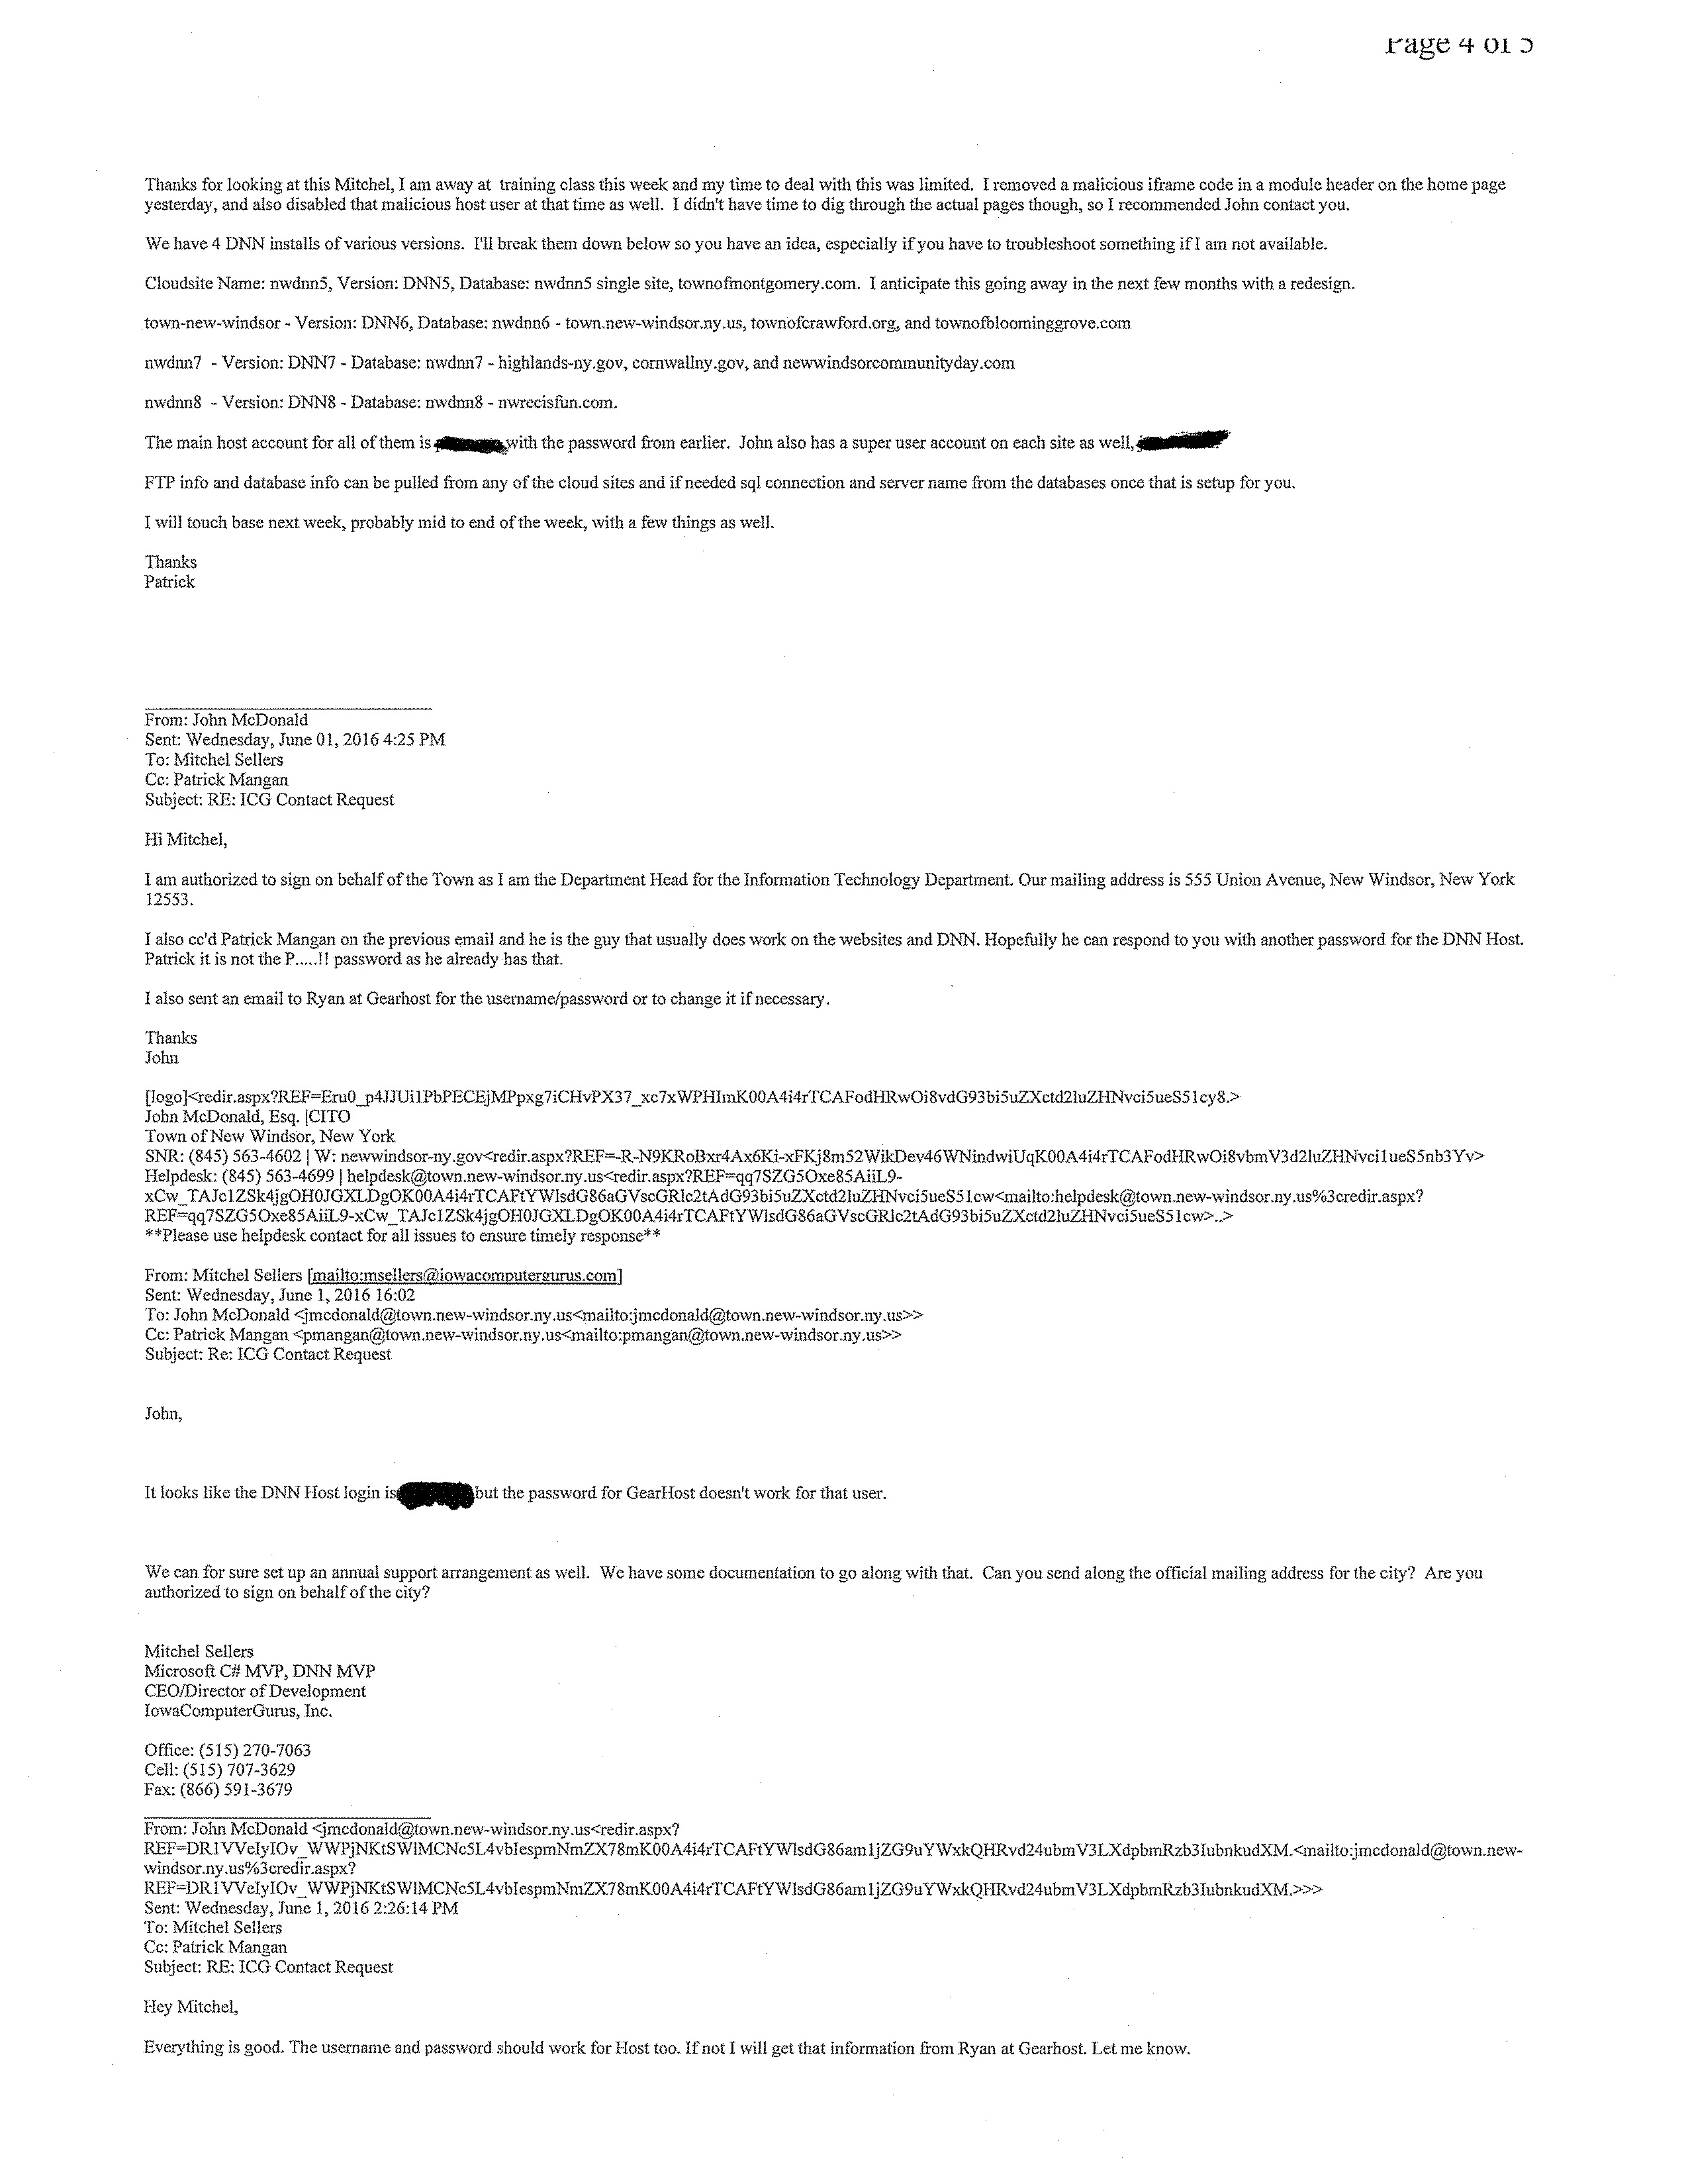 Page 4 of 5
Thanks for looking at this Mitchel, I am away at training class this week and my time to deal with this was limited. I removed a malicious iframe code in a module header on the home page
yesterday, and also disabled that malicious host user at that time as well. I didn't have time to dig through the actual pages though, so I recommended John contact you.
We have 4 DNN installs of various versions. I'll break them down below so you have an idea, especially if you have to troubleshoot something if I am not available.
Cloudsite Name: nwdnn5, Version: DNN5, Database: nwdnn5 single site, townofmontgomery.com. I anticipate this going away in the next few months with a redesign.
town-new-windsor - Version: DNN6, Database: nwdnn6 - town.new-windsor.ny.us, townofcrawford.org, and townofbloominggrove.com
nwdnn7 - Version: DNN7 - Database: nwdnn7 - highlands-ny.gov, cornwallny.gov, and newwindsorcommunityday.com
nwdnn8 - Version: DNN8 - Database: nwdnn8 - nwrecisfun.com.
The main host account for all of them is with the password from earlier. John also has a super user account on each site as well,
FTP info and database info can be pulled from any of the cloud sites and if needed sql connection and server name from the databases once that is setup for you.
I will touch base next week, probably mid to end of the week, with a few things as well.
Thanks
Patrick
From: John McDonald
Sent: Wednesday, June 01, 2016 4:25 PM
To: Mitchel Sellers
Cc: Patrick Mangan
Subject: RE: ICG Contact Request
Hi Mitchel,
I am authorized to sign on behalf of the Town as I am the Department Head for the Information Technology Department. Our mailing address is 555 Union Avenue, New Windsor, New York
12553.
I also cc'd Patrick Mangan on the previous email and he is the guy that usually does work on the websites and DNN. Hopefully he can respond to you with another password for the DNN Host.
Patrick it is not the P.....!! password as he already has that.
I also sent an email to Ryan at Gearhost for the username/password or to change it if necessary.
Thanks
John
[logo]<redir.aspx?REF=Eru0_p4JJUi1PbPECEjMPpxg7iCHvPX37_xc7xWPHImK00A4i4rTCAFodHRwOi8vdG93bi5uZXctd2luZHNvci5ueS51cy8.>
John McDonald, Esq. |CITO
Town of New Windsor, New York
SNR: (845) 563-4602 | W: newwindsor-ny.gov<redir.aspx?REF=-R-N9KRoBxr4Ax6Ki-xFKj8m52WikDev46WNindwiUqK00A4i4rTCAFodHRwOi8vbmV3d2luZHNvci1ueS5nb3Yv>
Helpdesk: (845) 563-4699 | helpdesk@town.new-windsor.ny.us<redir.aspx?REF=qq7SZG5Oxe85AiiL9-
xCw_TAJc1ZSk4jgOH0JGXLDgOK00A4i4rTCAFtYWlsdG86aGVscGRlc2tAdG93bi5uZXctd2luZHNvci5ueS51cw<mailto:helpdesk@town.new-windsor.ny.us%3credir.aspx?
REF=qq7SZG5Oxe85AiiL9-xCw_TAJc1ZSk4jgOH0JGXLDgOK00A4i4rTCAFtYWlsdG86aGVscGRlc2tAdG93bi5uZXctd2luZHNvci5ueS51cw>..>
**Please use helpdesk contact for all issues to ensure timely response**
From: Mitchel Sellers [mailto:msellers@iowacomputergurus.com]
Sent: Wednesday, June 1, 2016 16:02
To: John McDonald <jmcdonald@town.new-windsor.ny.us<mailto:jmcdonald@town.new-windsor.ny.us>>
Cc: Patrick Mangan <pmangan@town.new-windsor.ny.us<mailto:pmangan@town.new-windsor.ny.us>>
Subject: Re: ICG Contact Request
John,
It looks like the DNN Host login is but the password for GearHost doesn't work for that user.
We can for sure set up an annual support arrangement as well. We have some documentation to go along with that. Can you send along the official mailing address for the city? Are you
authorized to sign on behalf of the city?
Mitchel Sellers
Microsoft C# MVP, DNN MVP
CEO/Director of Development
IowaComputerGurus, Inc.
Office: (515) 270-7063
Cell: (515) 707-3629
Fax: (866) 591-3679
From: John McDonald <jmcdonald@town.new-windsor.ny.us<redir.aspx?
REF=DR1VVeIyIOv_WWPjNKtSWlMCNc5L4vbIespmNmZX78mK00A4i4rTCAFtYWlsdG86am1jZG9uYWxkQHRvd24ubmV3LXdpbmRzb3IubnkudXM.<mailto:jmcdonald@town.new-
windsor.ny.us%3credir.aspx?
REF=DR1VVeIyIOv_WWPjNKtSWlMCNc5L4vbIespmNmZX78mK00A4i4rTCAFtYWlsdG86am1jZG9uYWxkQHRvd24ubmV3LXdpbmRzb3IubnkudXM.>>>
Sent: Wednesday, June 1, 2016 2:26:14 PM
To: Mitchel Sellers
Cc: Patrick Mangan
Subject: RE: ICG Contact Request
Hey Mitchel,
Everything is good. The username and password should work for Host too. If not I will get that information from Ryan at Gearhost. Let me know.